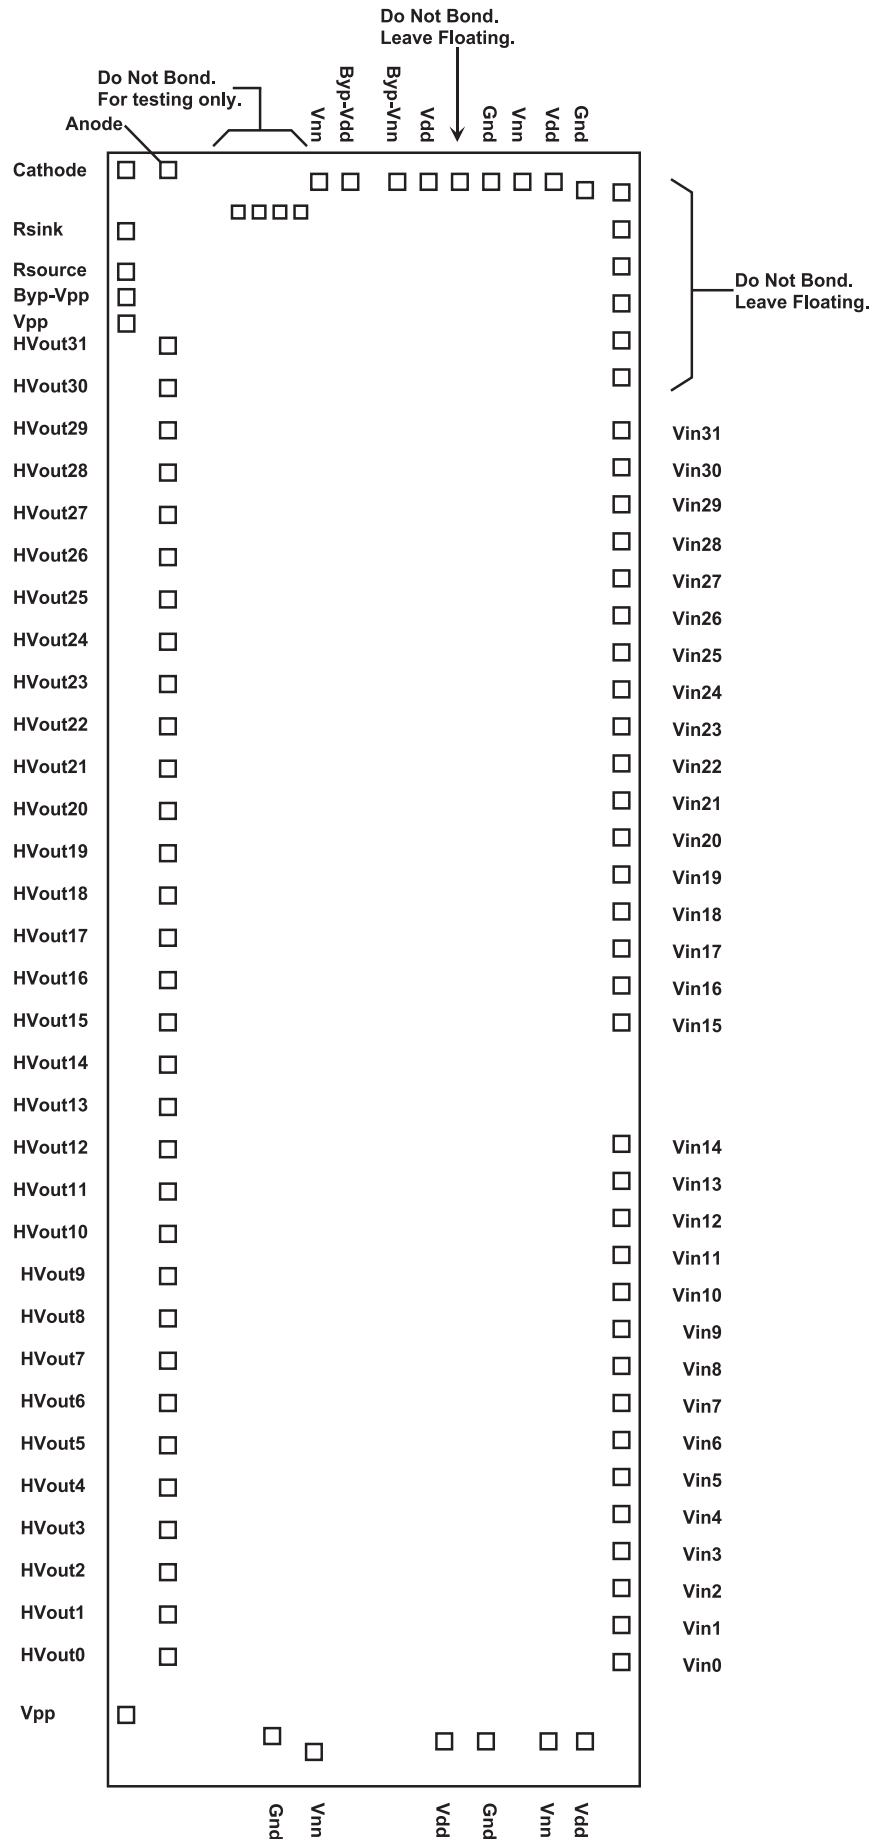 Do Not Bond.
Leave Floating.
Do Not Bond.
For testing only.
Anode
Vnn
Byp-Vdd
Byp-Vnn
Vdd
Gnd
Vnn
Vdd
Gnd
Cathode
Rsink
Rsource
Byp-Vpp
Vpp
HVout31
HVout30
HVout29
HVout28
HVout27
HVout26
HVout25
HVout24
HVout23
HVout22
HVout21
HVout20
HVout19
HVout18
HVout17
HVout16
HVout15
HVout14
HVout13
HVout12
HVout11
HVout10
HVout9
HVout8
HVout7
HVout6
HVout5
HVout4
HVout3
HVout2
HVout1
HVout0
Vpp
Do Not Bond.
Leave Floating.
Vin31
Vin30
Vin29
Vin28
Vin27
Vin26
Vin25
Vin24
Vin23
Vin22
Vin21
Vin20
Vin19
Vin18
Vin17
Vin16
Vin15
Vin14
Vin13
Vin12
Vin11
Vin10
Vin9
Vin8
Vin7
Vin6
Vin5
Vin4
Vin3
Vin2
Vin1
Vin0
Gnd
Vnn
Vdd
Gnd
Vnn
Vdd